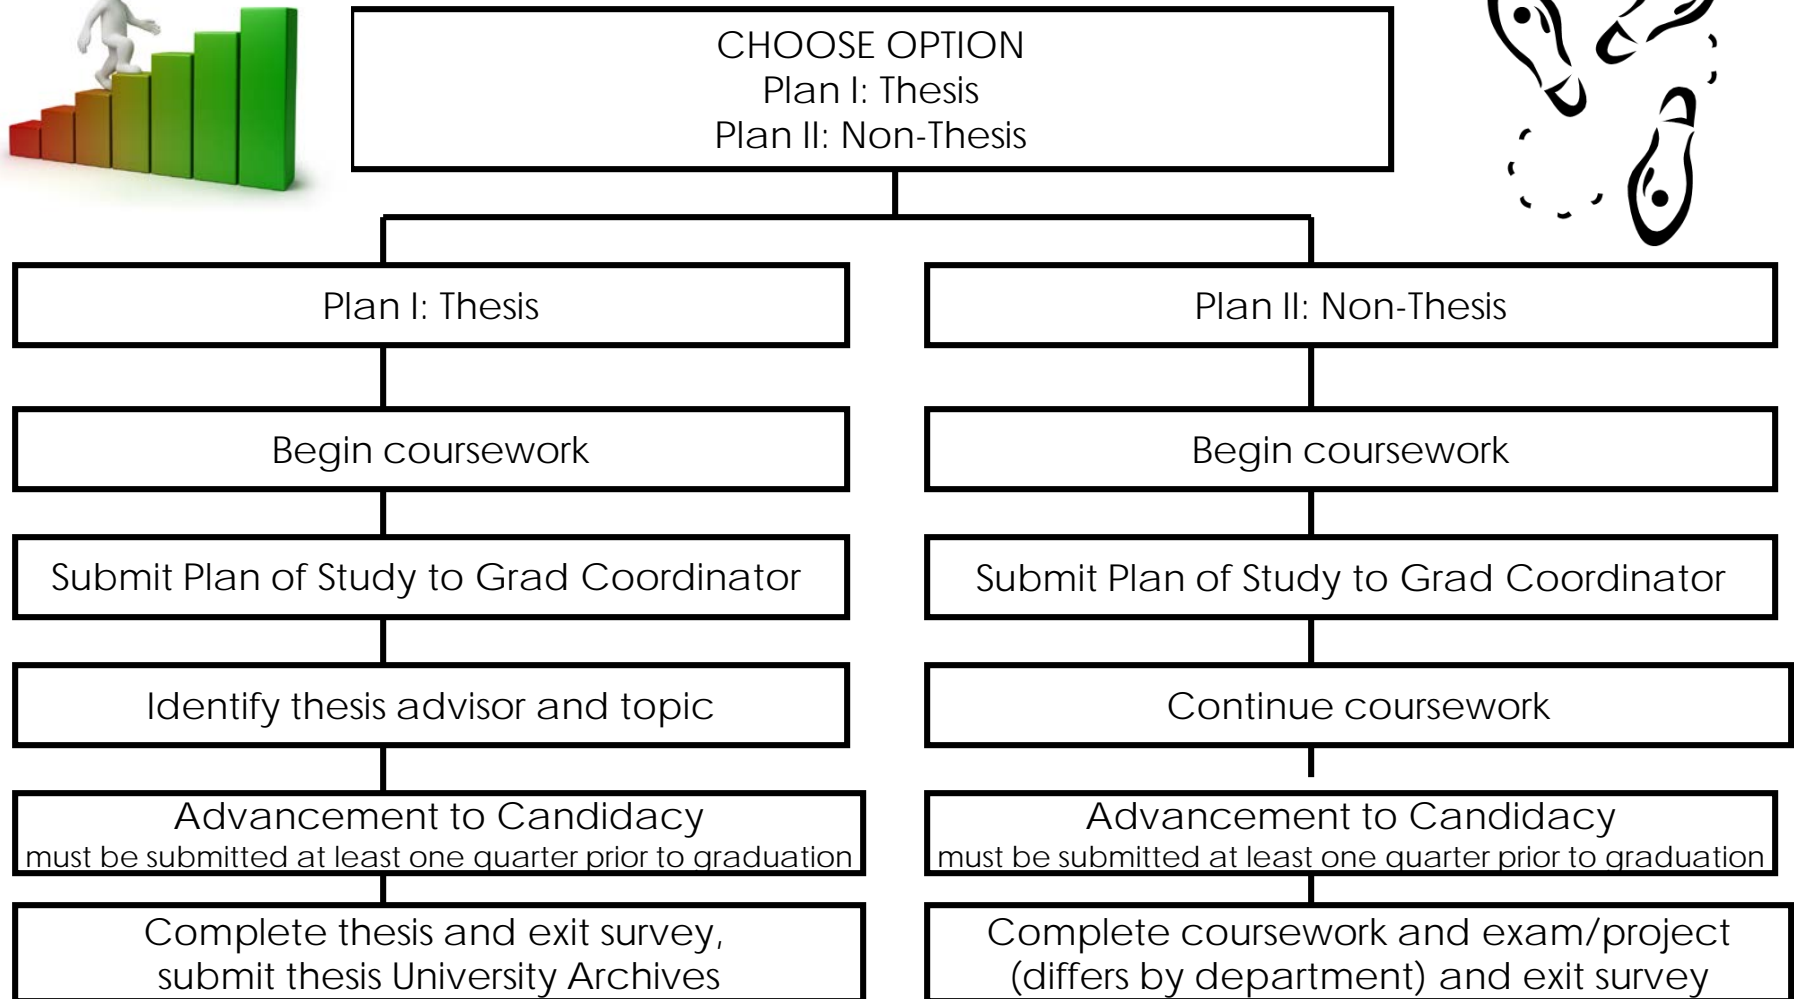 CHOOSE OPTION
Plan I: Thesis
Plan II: Non-Thesis
Plan I: Thesis
Begin coursework
Submit Plan of Study to Grad Coordinator
Identify thesis advisor and topic
Advancement to Candidacy
must be submitted at least one quarter prior to graduation
Complete thesis and exit survey,
submit thesis University Archives
Plan II: Non-Thesis
Begin coursework
Submit Plan of Study to Grad Coordinator
Continue coursework
Advancement to Candidacy
must be submitted at least one quarter prior to graduation
Complete coursework and exam/project
(differs by department) and exit survey